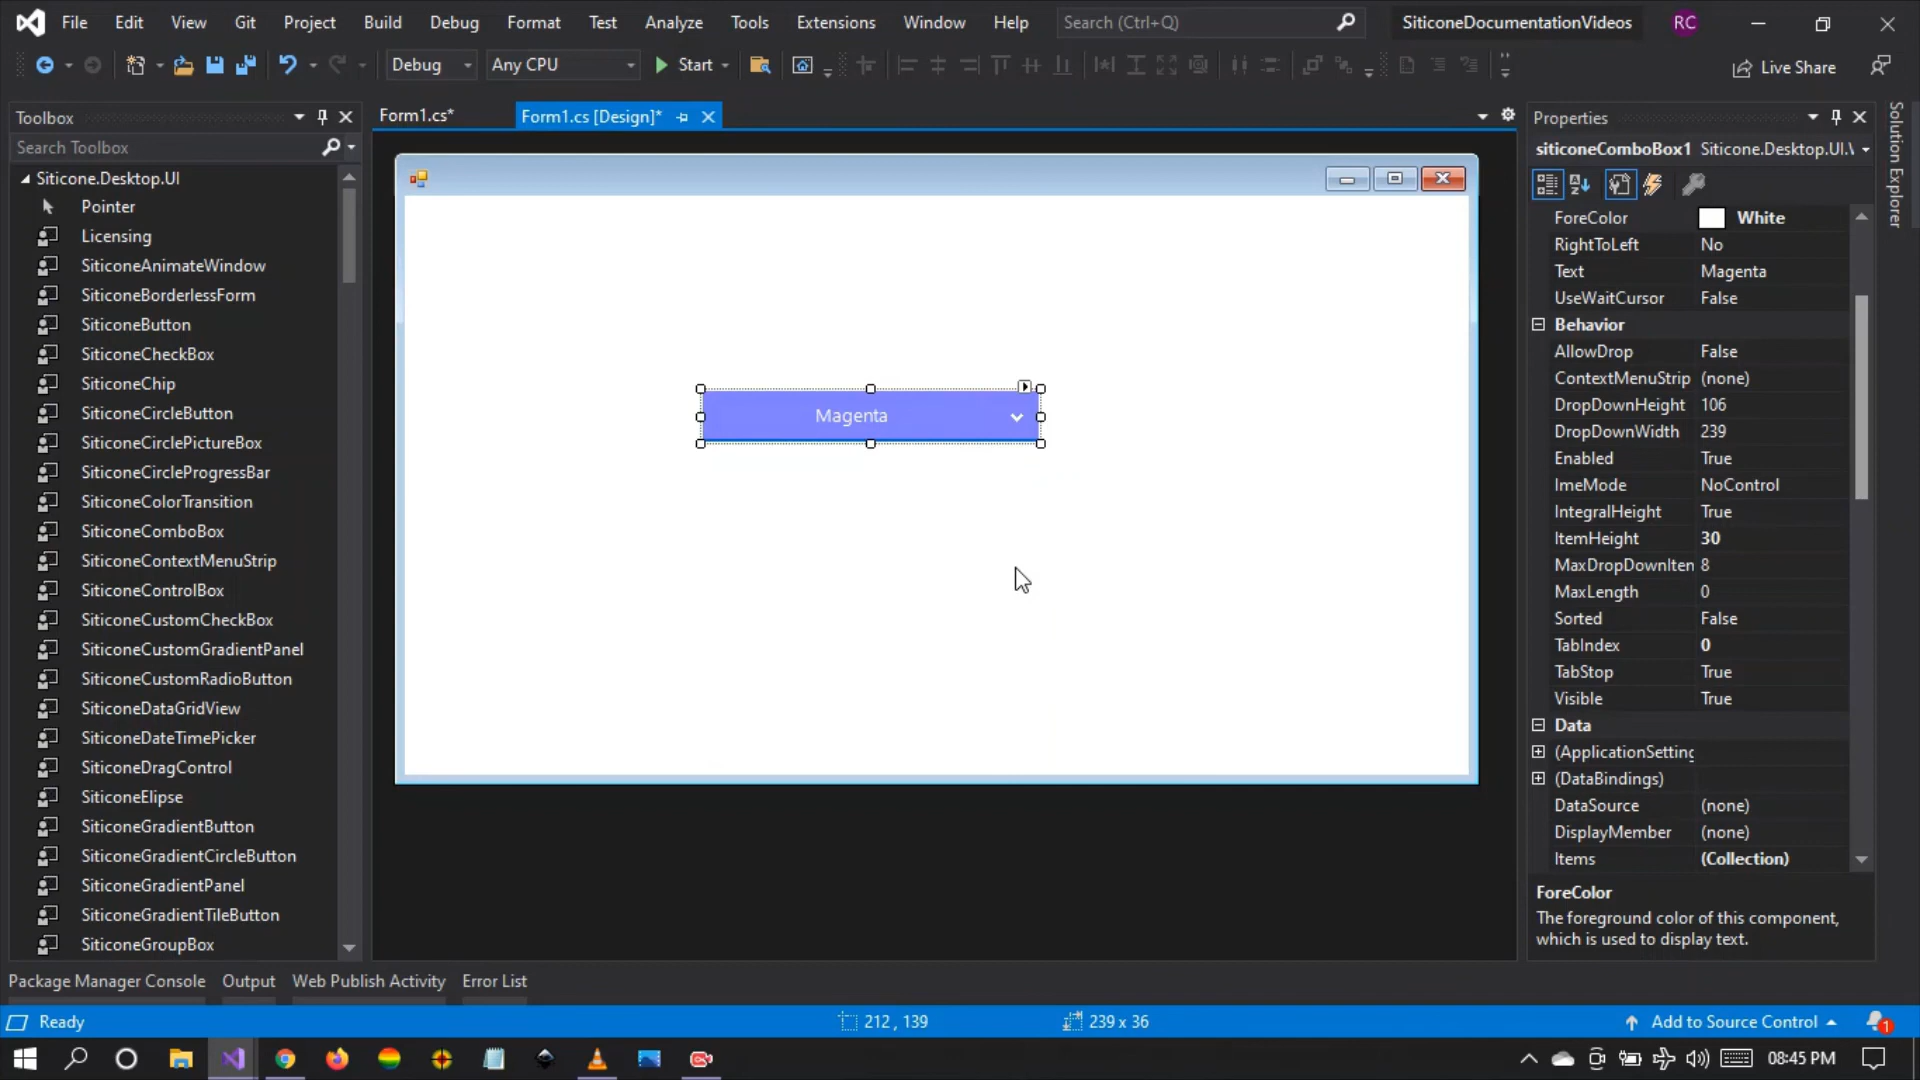 File Edit View Git Project Build Debug Format Test Analyze Tools Extensions Window Help Search (Ctrl+Q) SiticoneDocumentationVideos RC
Debug Any CPU Start Live Share
Toolbox
Search Toolbox
Siticone.Desktop.UI
Pointer
Licensing
SiticoneAnimateWindow
SiticoneBorderlessForm
SiticoneButton
SiticoneCheckBox
SiticoneChip
SiticoneCircleButton
SiticoneCirclePictureBox
SiticoneCircleProgressBar
SiticoneColorTransition
SiticoneComboBox
SiticoneContextMenuStrip
SiticoneControlBox
SiticoneCustomCheckBox
SiticoneCustomGradientPanel
SiticoneCustomRadioButton
SiticoneDataGridView
SiticoneDateTimePicker
SiticoneDragControl
SiticoneElipse
SiticoneGradientButton
SiticoneGradientCircleButton
SiticoneGradientPanel
SiticoneGradientTileButton
SiticoneGroupBox
Form1.cs* Form1.cs [Design]*
Magenta
Properties
siticoneComboBox1 Siticone.Desktop.UI.\
ForeColor White
RightToLeft No
Text Magenta
UseWaitCursor False
Behavior
AllowDrop False
ContextMenuStrip (none)
DropDownHeight 106
DropDownWidth 239
Enabled True
ImeMode NoControl
IntegralHeight True
ItemHeight 30
MaxDropDownIten 8
MaxLength 0
Sorted False
TabIndex 0
TabStop True
Visible True
Data
(ApplicationSetting
(DataBindings)
DataSource (none)
DisplayMember (none)
Items (Collection)
ForeColor
The foreground color of this component,
which is used to display text.
Solution Explorer
Package Manager Console Output Web Publish Activity Error List
Ready 212 , 139 239 x 36 Add to Source Control 1
08:45 PM